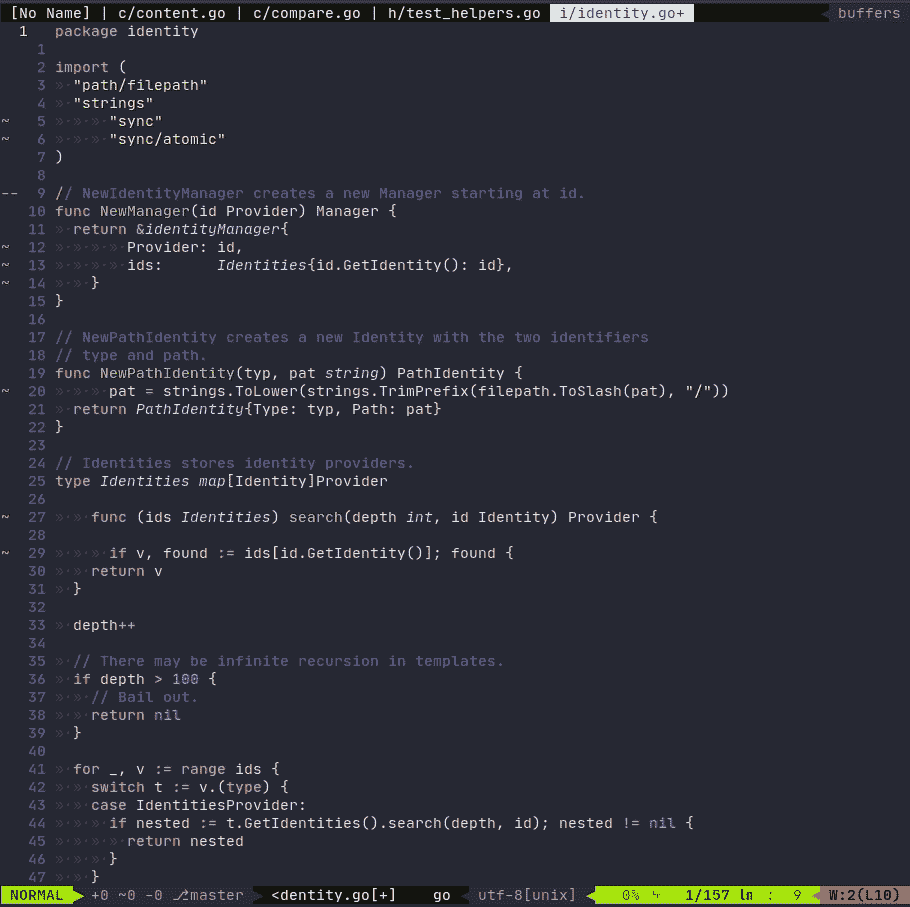 [No Name] | c/content.go | c/compare.go | h/test_helpers.go i/identity.go+ buffers
1 package identity
1
2 import (
3 » "path/filepath"
4 » "strings"
~ 5 » » » "sync"
~ 6 » » » "sync/atomic"
7 )
8
-- 9 // NewIdentityManager creates a new Manager starting at id.
10 func NewManager(id Provider) Manager {
11 » return &identityManager{
~ 12 » » » » Provider: id,
~ 13 » » » » ids:      Identities{id.GetIdentity(): id},
~ 14 » » }
15 }
16
17 // NewPathIdentity creates a new Identity with the two identifiers
18 // type and path.
19 func NewPathIdentity(typ, pat string) PathIdentity {
~ 20 » » » pat = strings.ToLower(strings.TrimPrefix(filepath.ToSlash(pat), "/"))
21 » return PathIdentity{Type: typ, Path: pat}
22 }
23
24 // Identities stores identity providers.
25 type Identities map[Identity]Provider
26
~ 27 » » func (ids Identities) search(depth int, id Identity) Provider {
28
~ 29 » » » if v, found := ids[id.GetIdentity()]; found {
30 » » return v
31 » }
32
33 » depth++
34
35 » // There may be infinite recursion in templates.
36 » if depth > 100 {
37 » » // Bail out.
38 » » return nil
39 » }
40
41 » for _, v := range ids {
42 » » switch t := v.(type) {
43 » » case IdentitiesProvider:
44 » » » if nested := t.GetIdentities().search(depth, id); nested != nil {
45 » » » » return nested
46 » » » }
47 » » }
NORMAL +0 ~0 -0 master <dentity.go[+] go utf-8[unix] 0% 1/157 ln : 9 W:2(L10)